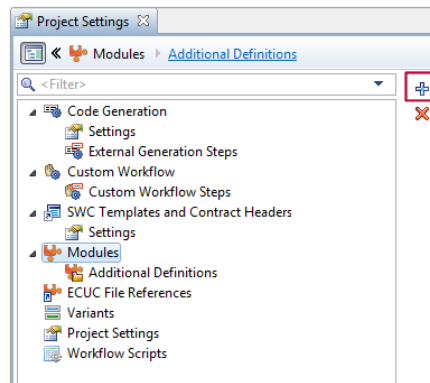 Project Settings
Modules Additional Definitions
<Filter>
Code Generation
Settings
External Generation Steps
Custom Workflow
Custom Workflow Steps
SWC Templates and Contract Headers
Settings
Modules
Additional Definitions
ECUC File References
Variants
Project Settings
Workflow Scripts